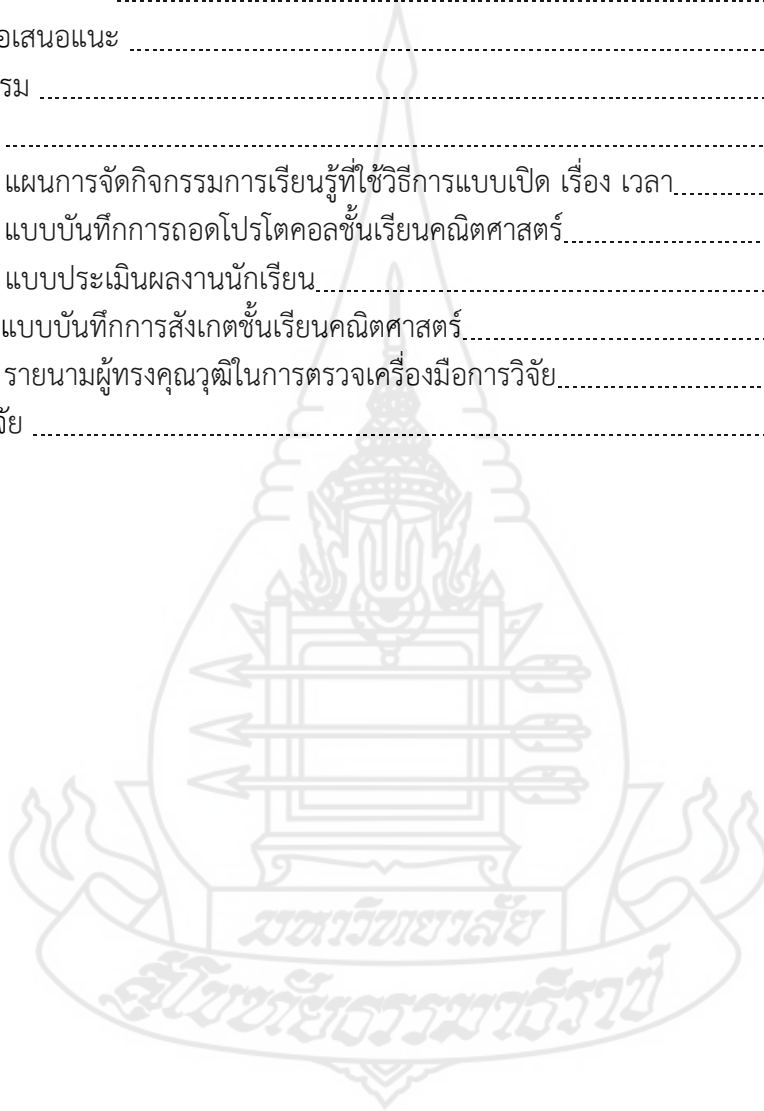 อเสนอแนะ
รม
แผนการจัดกิจกรรมการเรียนรู้ที่ใช้วิธีการแบบเปิด เรื่อง เวลา
แบบบันทึกการถอดโปรโตคอลชั้นเรียนคณิตศาสตร์
แบบประเมินผลงานนักเรียน
แบบบันทึกการสังเกตชั้นเรียนคณิตศาสตร์
รายนามผู้ทรงคุณวุฒิในการตรวจเครื่องมือการวิจัย
จัย
มหาวิทยาลัย
สุโขทัยธรรมาธิราช